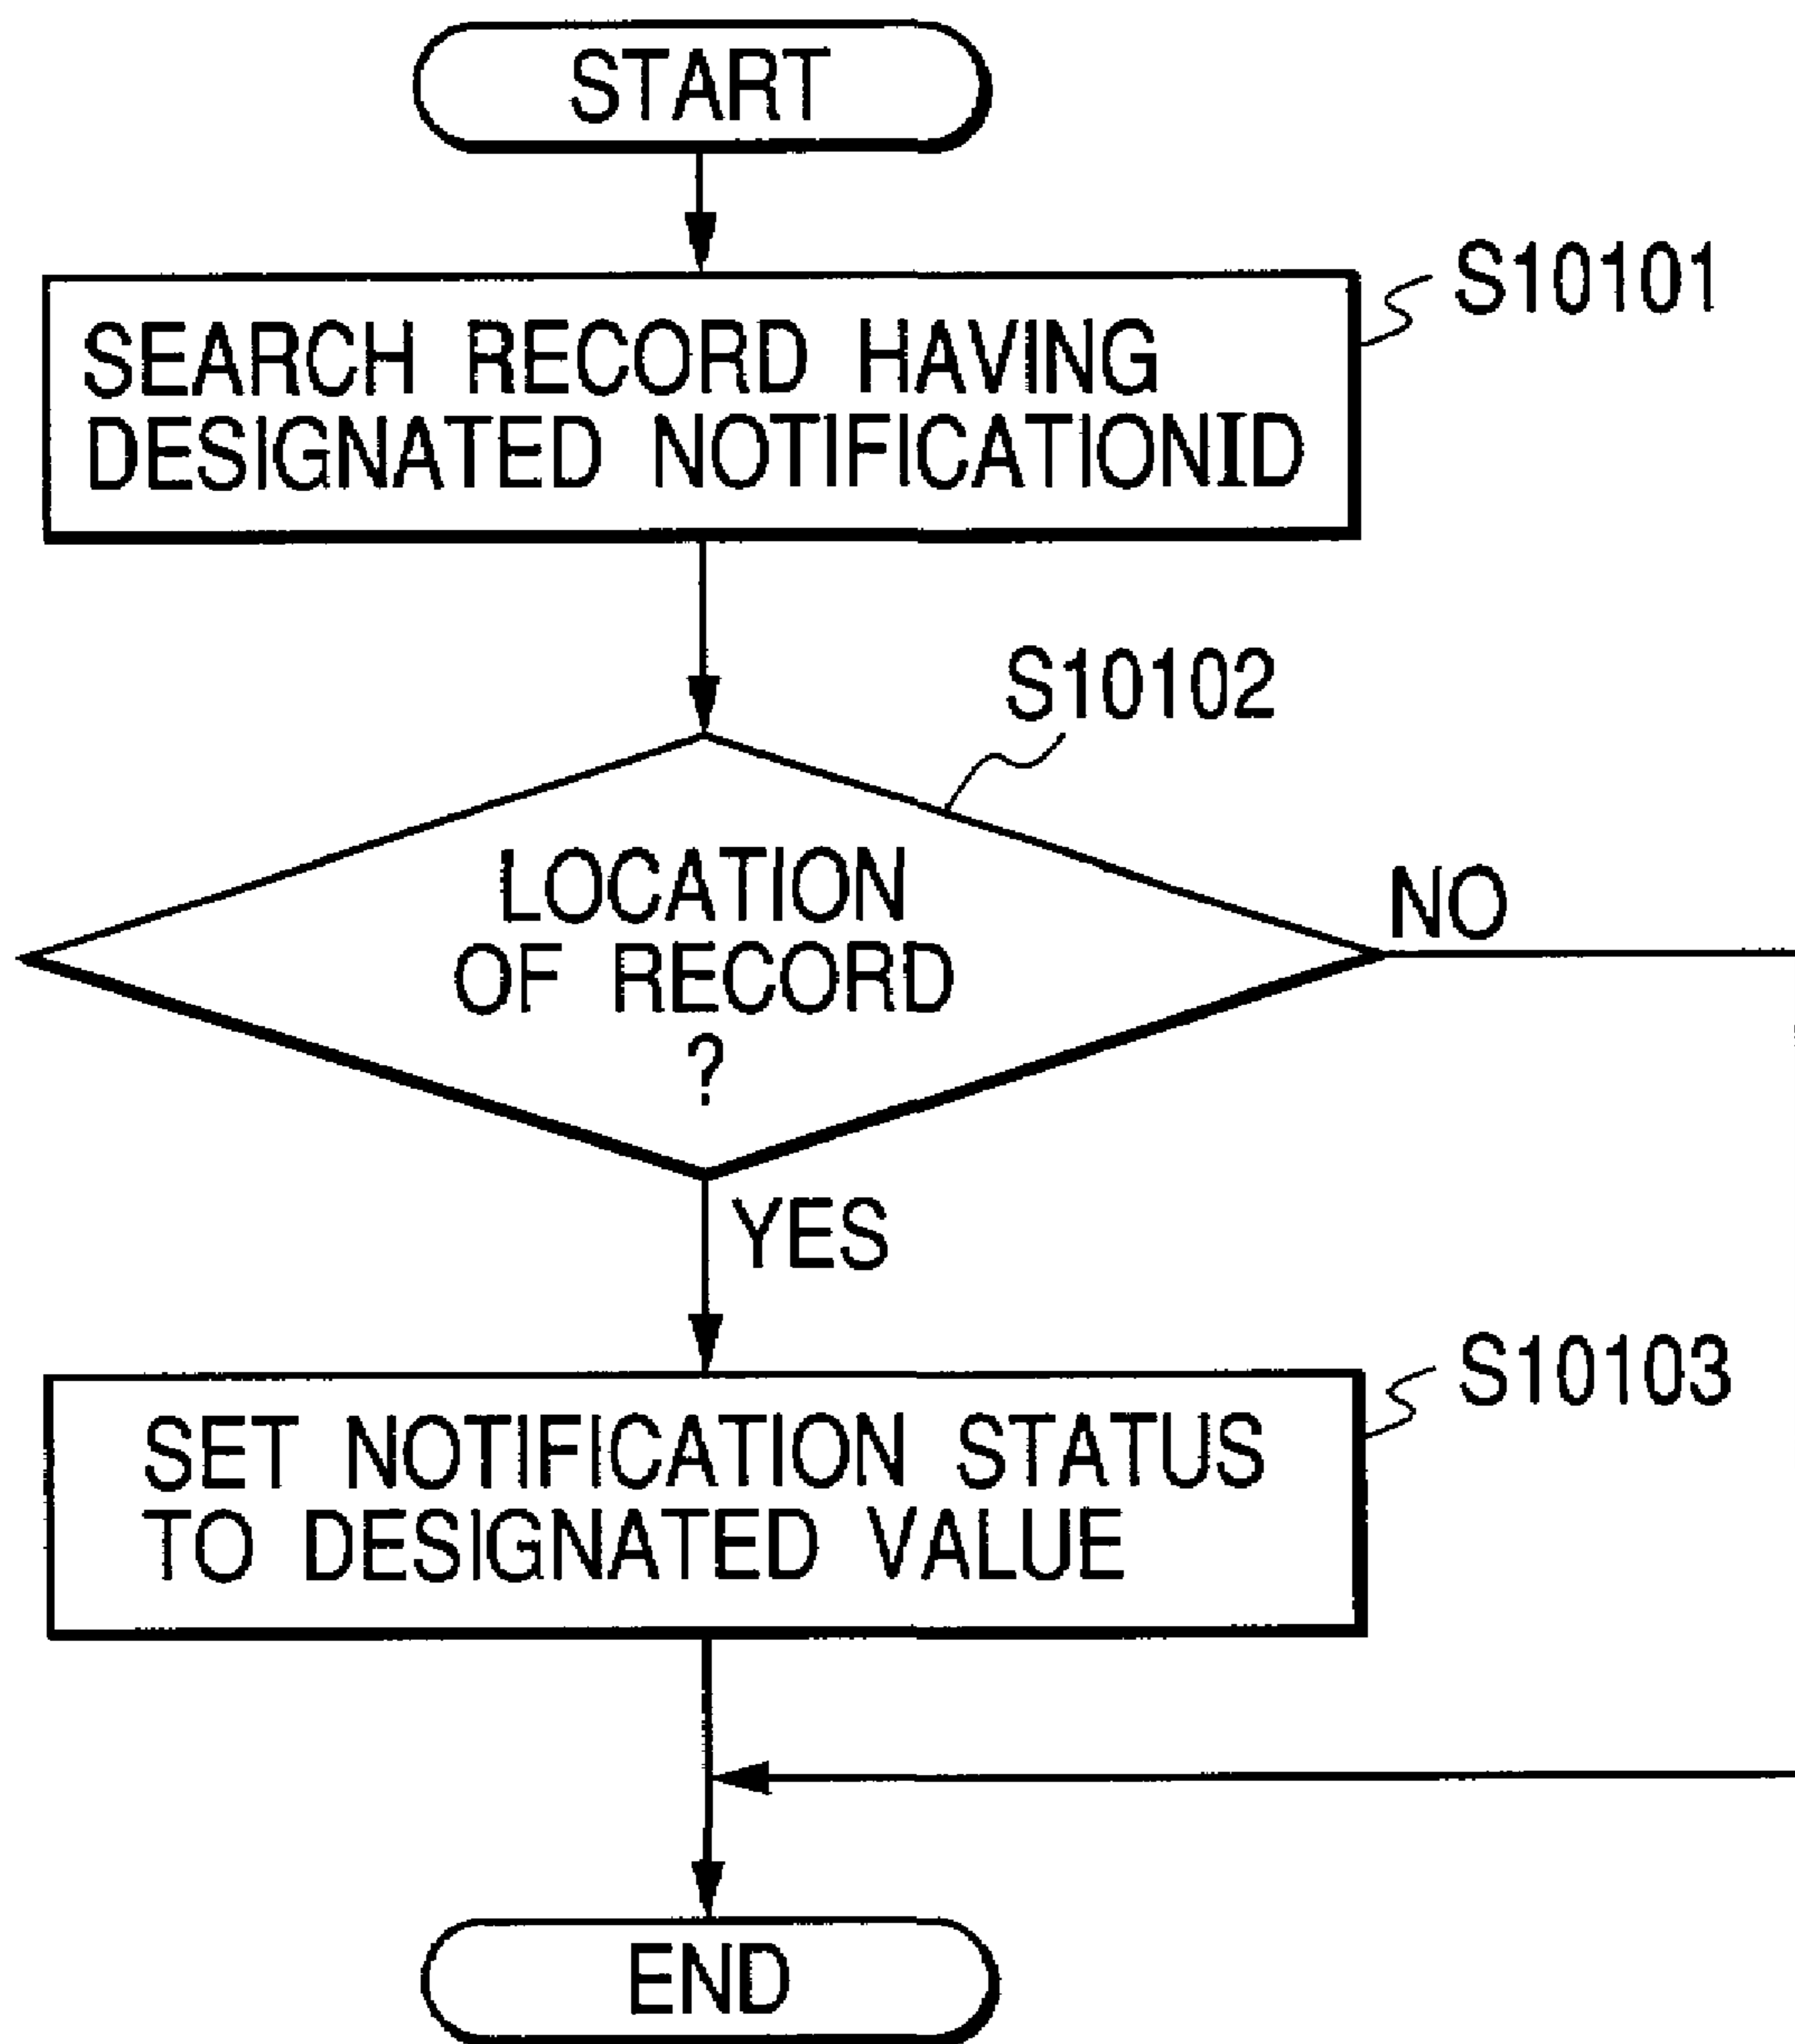 START
S10101
SEARCH RECORD HAVING
DESIGNATED NOTIFICATIONID
S10102
LOCATION
OF RECORD
?
NO
YES
S10103
SET NOTIFICATION STATUS
TO DESIGNATED VALUE
END